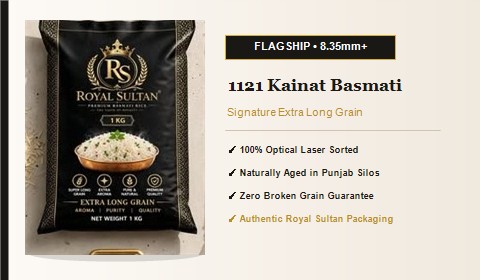 RS
ROYAL SULTAN
PREMIUM BASMATI RICE
1 KG
SUPER LONG GRAIN
EXTRA AROMA
PURE & NATURAL
PREMIUM QUALITY
EXTRA LONG GRAIN
AROMA | PURITY | QUALITY
NET WEIGHT 1 KG
FLAGSHIP • 8.35mm+
1121 Kainat Basmati
Signature Extra Long Grain
✔ 100% Optical Laser Sorted
✔ Naturally Aged in Punjab Silos
✔ Zero Broken Grain Guarantee
✔ Authentic Royal Sultan Packaging